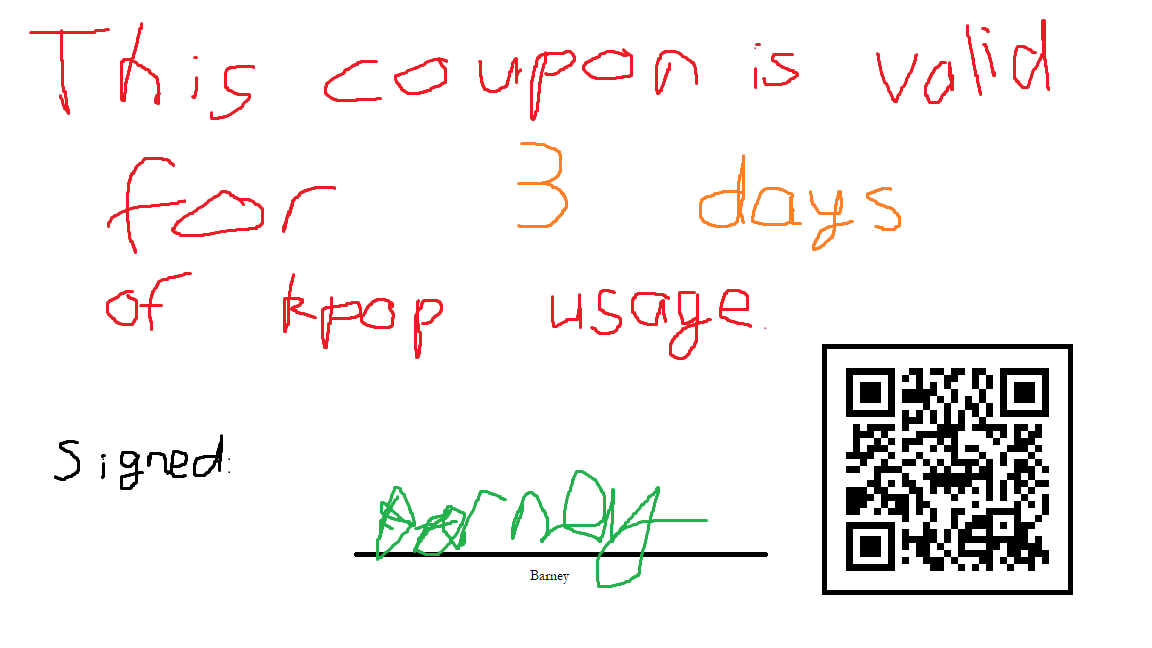 This coupon is valid
for 3 days
of kpop usage.
Signed:
Barney
Barney